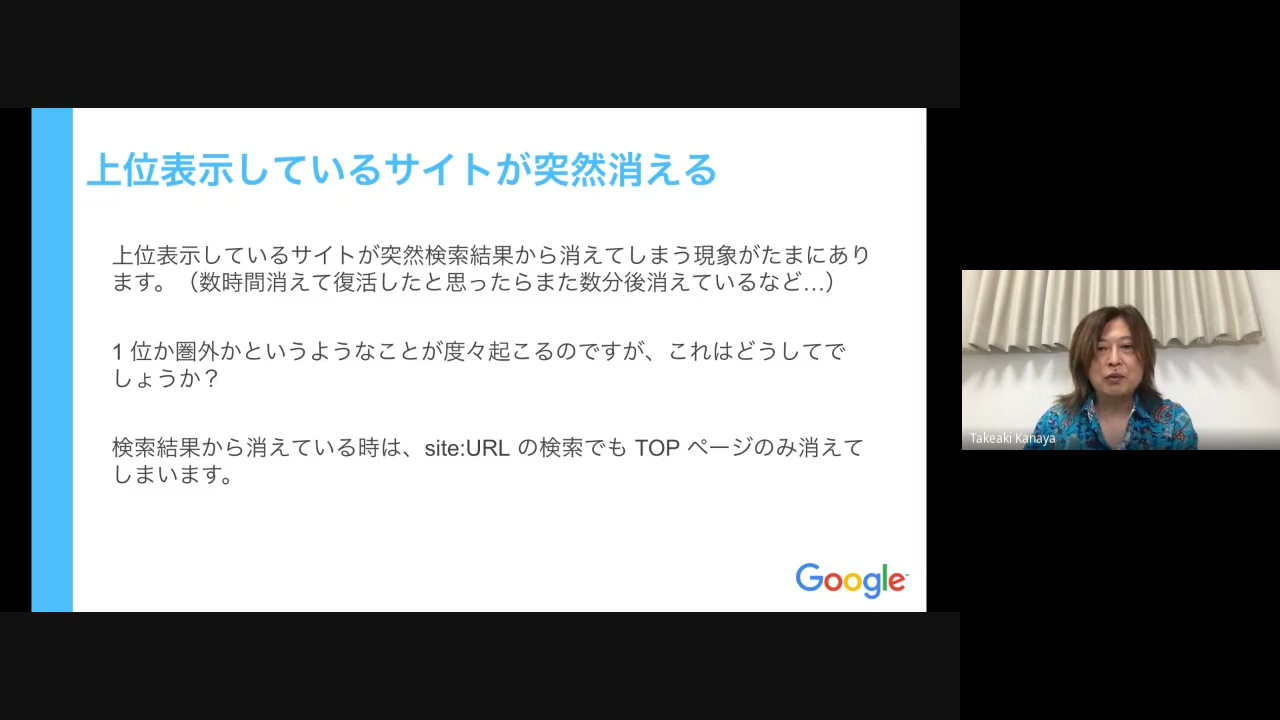 上位表示しているサイトが突然消える
上位表示しているサイトが突然検索結果から消えてしまう現象がたまにあり
ます。（数時間消えて復活したと思ったらまた数分後消えているなど…）
1 位か圏外かというようなことが度々起こるのですが、これはどうしてで
しょうか？
検索結果から消えている時は、site:URL の検索でも TOP ページのみ消えて
しまいます。
Google
Takeaki Kanaya